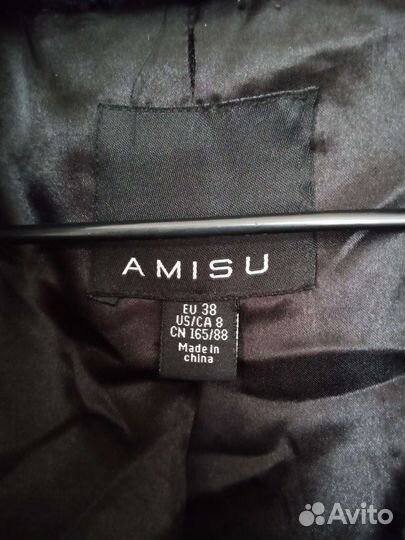 AMISU
EU 38
US/CA 8
CN 165/88
Made in
china
Avito